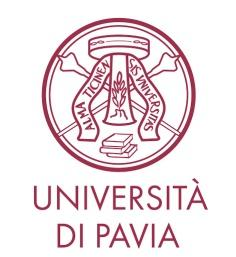 ALMA TICINEN
SIS UNIVERSITAS
UNIVERSITÀ
DI PAVIA